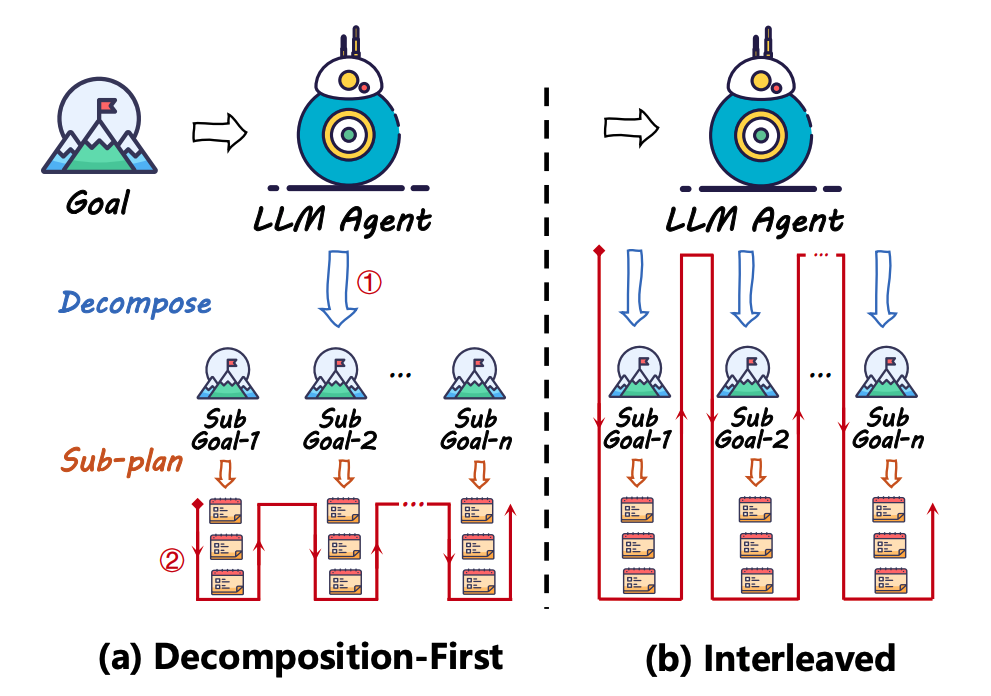 Goal
LLM Agent
①
Decompose
...
Sub
Goal-1
Sub
Goal-2
Sub
Goal-n
Sub-plan
...
②
(a) Decomposition-First
LLM Agent
...
...
Sub
Goal-1
Sub
Goal-2
Sub
Goal-n
(b) Interleaved